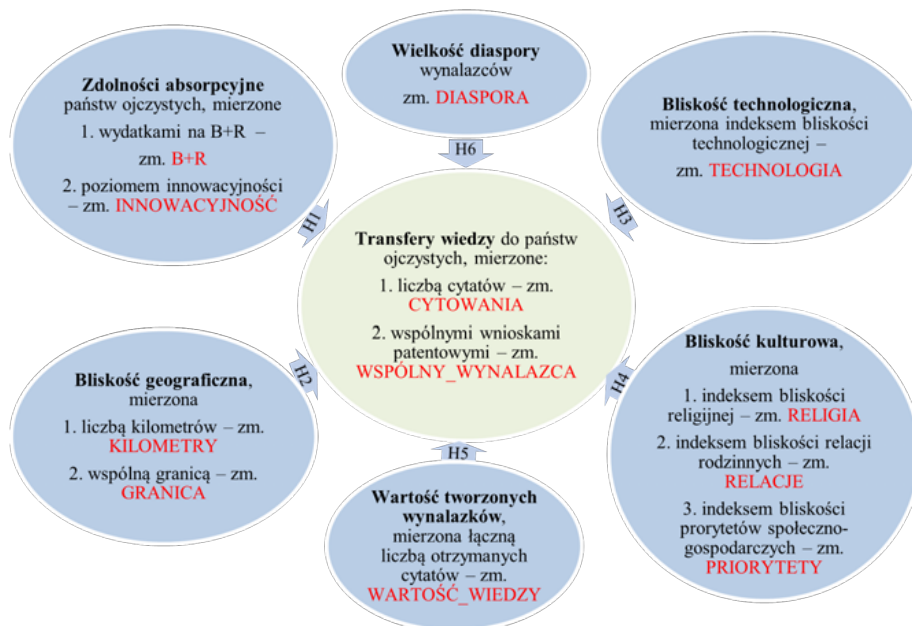 Wielkość diaspory
wynalazców
zm. DIASPORA
H6
Zdolności absorpcyjne
państw ojczystych, mierzone
1. wydatkami na B+R –
zm. B+R
2. poziomem innowacyjności
– zm. INNOWACYJNOŚĆ
H1
Bliskość technologiczna,
mierzona indeksem bliskości
technologicznej –
zm. TECHNOLOGIA
H3
Transfery wiedzy do państw
ojczystych, mierzone:
1. liczbą cytatów – zm.
CYTOWANIA
2. wspólnymi wnioskami
patentowymi – zm.
WSPÓLNY_WYNALAZCA
Bliskość geograficzna,
mierzona
1. liczbą kilometrów – zm.
KILOMETRY
2. wspólną granicą – zm.
GRANICA
H2
Bliskość kulturowa,
mierzona
1. indeksem bliskości
religijnej – zm. RELIGIA
2. indeksem bliskości relacji
rodzinnych – zm.
RELACJE
3. indeksem bliskości
prorytetów społeczno-
gospodarczych – zm.
PRIORYTETY
H4
H5
Wartość tworzonych
wynalazków,
mierzona łączną
liczbą otrzymanych
cytatów – zm.
WARTOŚĆ_WIEDZY